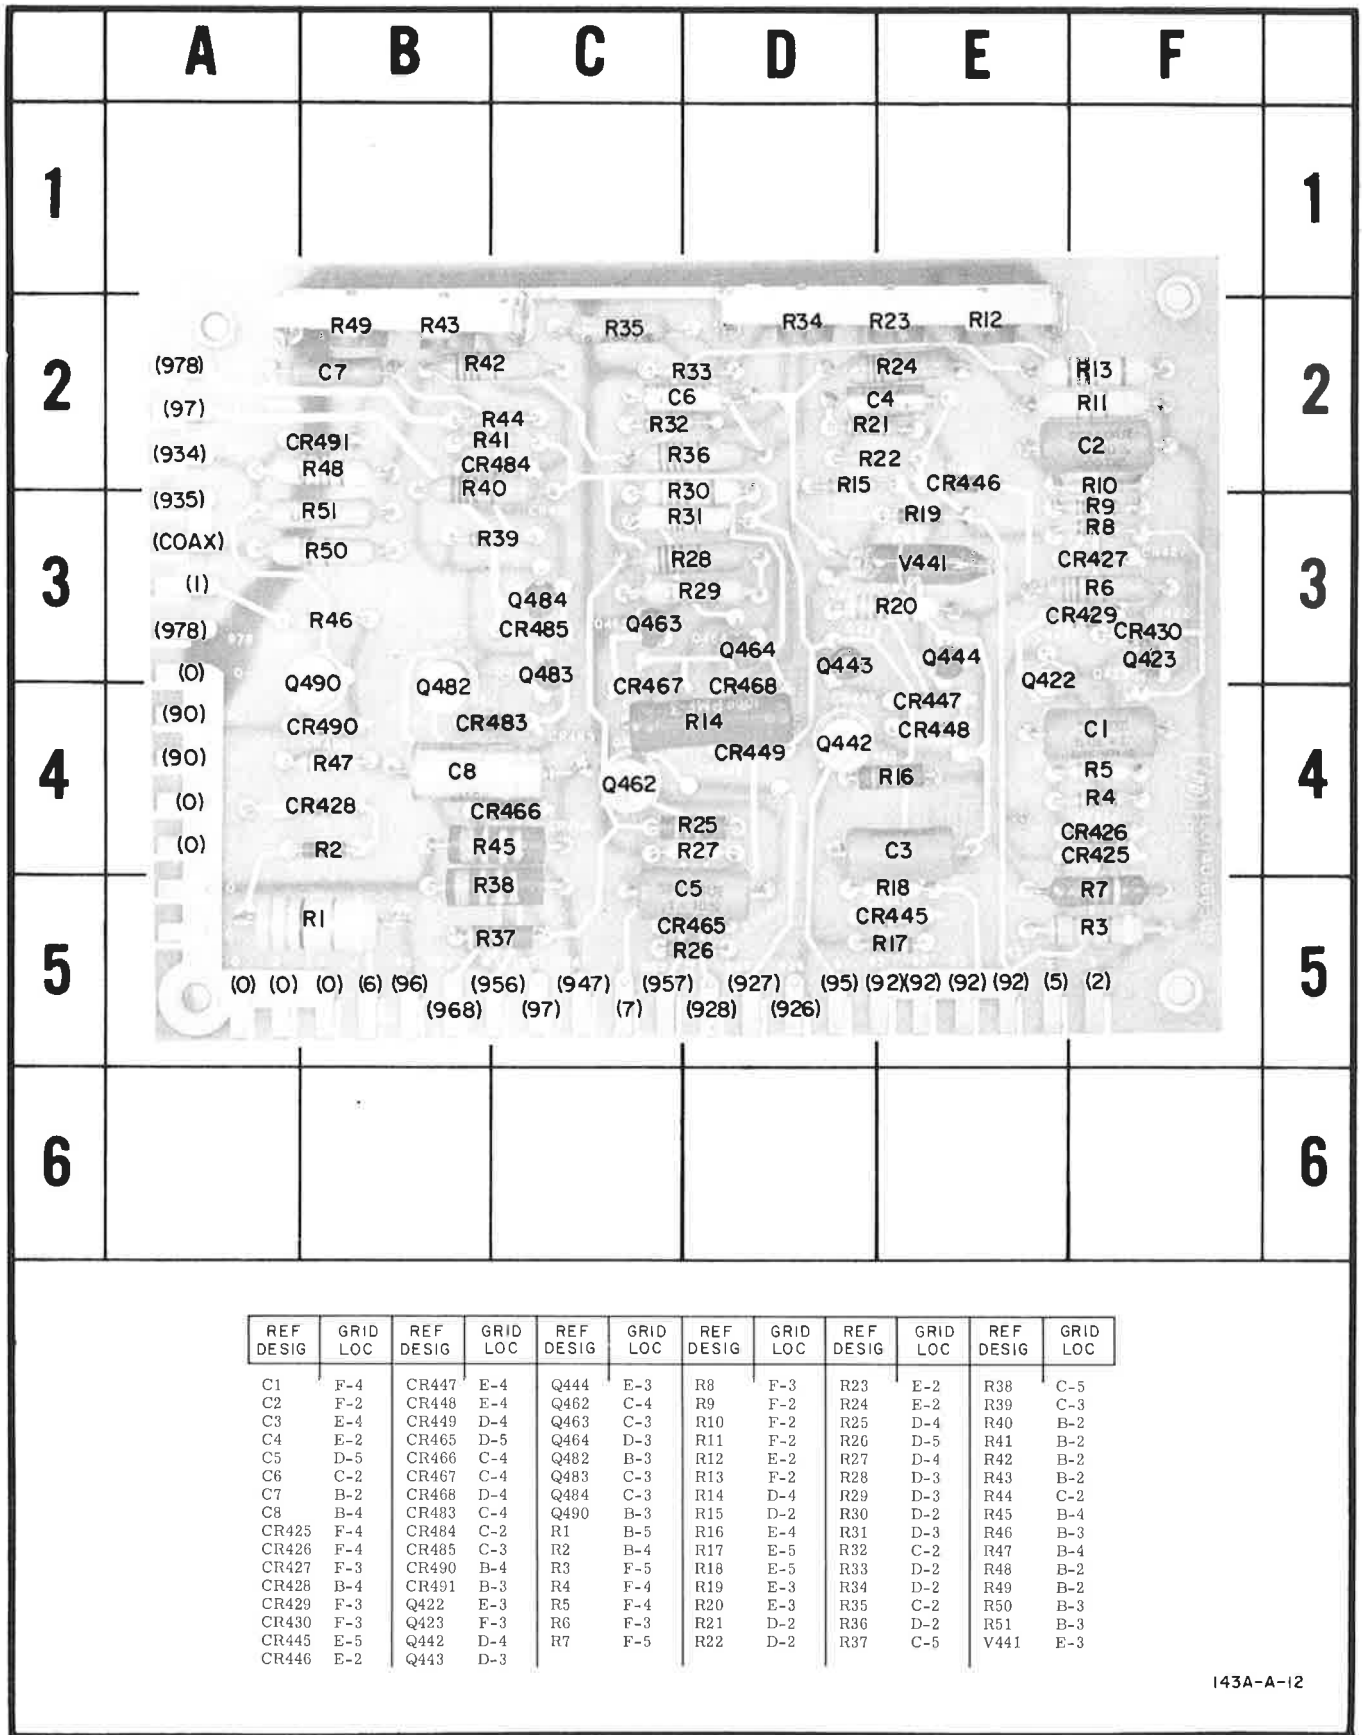 A B C D E F
1 1
R49 R43 R35 R34 R23 R12
(978) C7 R42 R33 R24 R13
2 2
(97) C6 C4 R11
R44 R32 R21
CR491 R41 C2
(934) R48 CR484 R36 R22
R40 R30 R15 CR446 R10
(935) R51 R31 R19 R9
R8
(COAX) R50 R39 R28 V441 CR427
3 3
(1) Q484 R29 R20 R6
R46 CR485 Q463 CR429
(978) CR430
Q464 Q443 Q444 Q423
(0) Q490 Q482 Q483 CR467 CR468 Q422
CR447
(90) CR490 CR483 R14 CR448 C1
CR449 Q442
(90) R47 C8 Q462 R16 R5
4 4
(0) CR428 CR466 R4
R25 CR426
(0) R2 R45 R27 C3 CR425
R38 C5 R18 R7
R1 CR465 CR445 R3
R37 R26 R17
5 5
(0) (0) (0) (6) (96) (956) (947) (957) (927) (95) (92)(92) (92) (92) (5) (2)
(968) (97) (7) (928) (926)
6 6
REF DESIG GRID LOC REF DESIG GRID LOC REF DESIG GRID LOC REF DESIG GRID LOC REF DESIG GRID LOC REF DESIG GRID LOC
C1 F-4 CR447 E-4 Q444 E-3 R8 F-3 R23 E-2 R38 C-5
C2 F-2 CR448 E-4 Q462 C-4 R9 F-2 R24 E-2 R39 C-3
C3 E-4 CR449 D-4 Q463 C-3 R10 F-2 R25 D-4 R40 B-2
C4 E-2 CR465 D-5 Q464 D-3 R11 F-2 R26 D-5 R41 B-2
C5 D-5 CR466 C-4 Q482 B-3 R12 E-2 R27 D-4 R42 B-2
C6 C-2 CR467 C-4 Q483 C-3 R13 F-2 R28 D-3 R43 B-2
C7 B-2 CR468 D-4 Q484 C-3 R14 D-4 R29 D-3 R44 C-2
C8 B-4 CR483 C-4 Q490 B-3 R15 D-2 R30 D-2 R45 B-4
CR425 F-4 CR484 C-2 R1 B-5 R16 E-4 R31 D-3 R46 B-3
CR426 F-4 CR485 C-3 R2 B-4 R17 E-5 R32 C-2 R47 B-4
CR427 F-3 CR490 B-4 R3 F-5 R18 E-5 R33 D-2 R48 B-2
CR428 B-4 CR491 B-3 R4 F-4 R19 E-3 R34 D-2 R49 B-2
CR429 F-3 Q422 E-3 R5 F-4 R20 E-3 R35 C-2 R50 B-3
CR430 F-3 Q423 F-3 R6 F-3 R21 D-2 R36 D-2 R51 B-3
CR445 E-5 Q442 D-4 R7 F-5 R22 D-2 R37 C-5 V441 E-3
CR446 E-2 Q443 D-3
143A-A-12